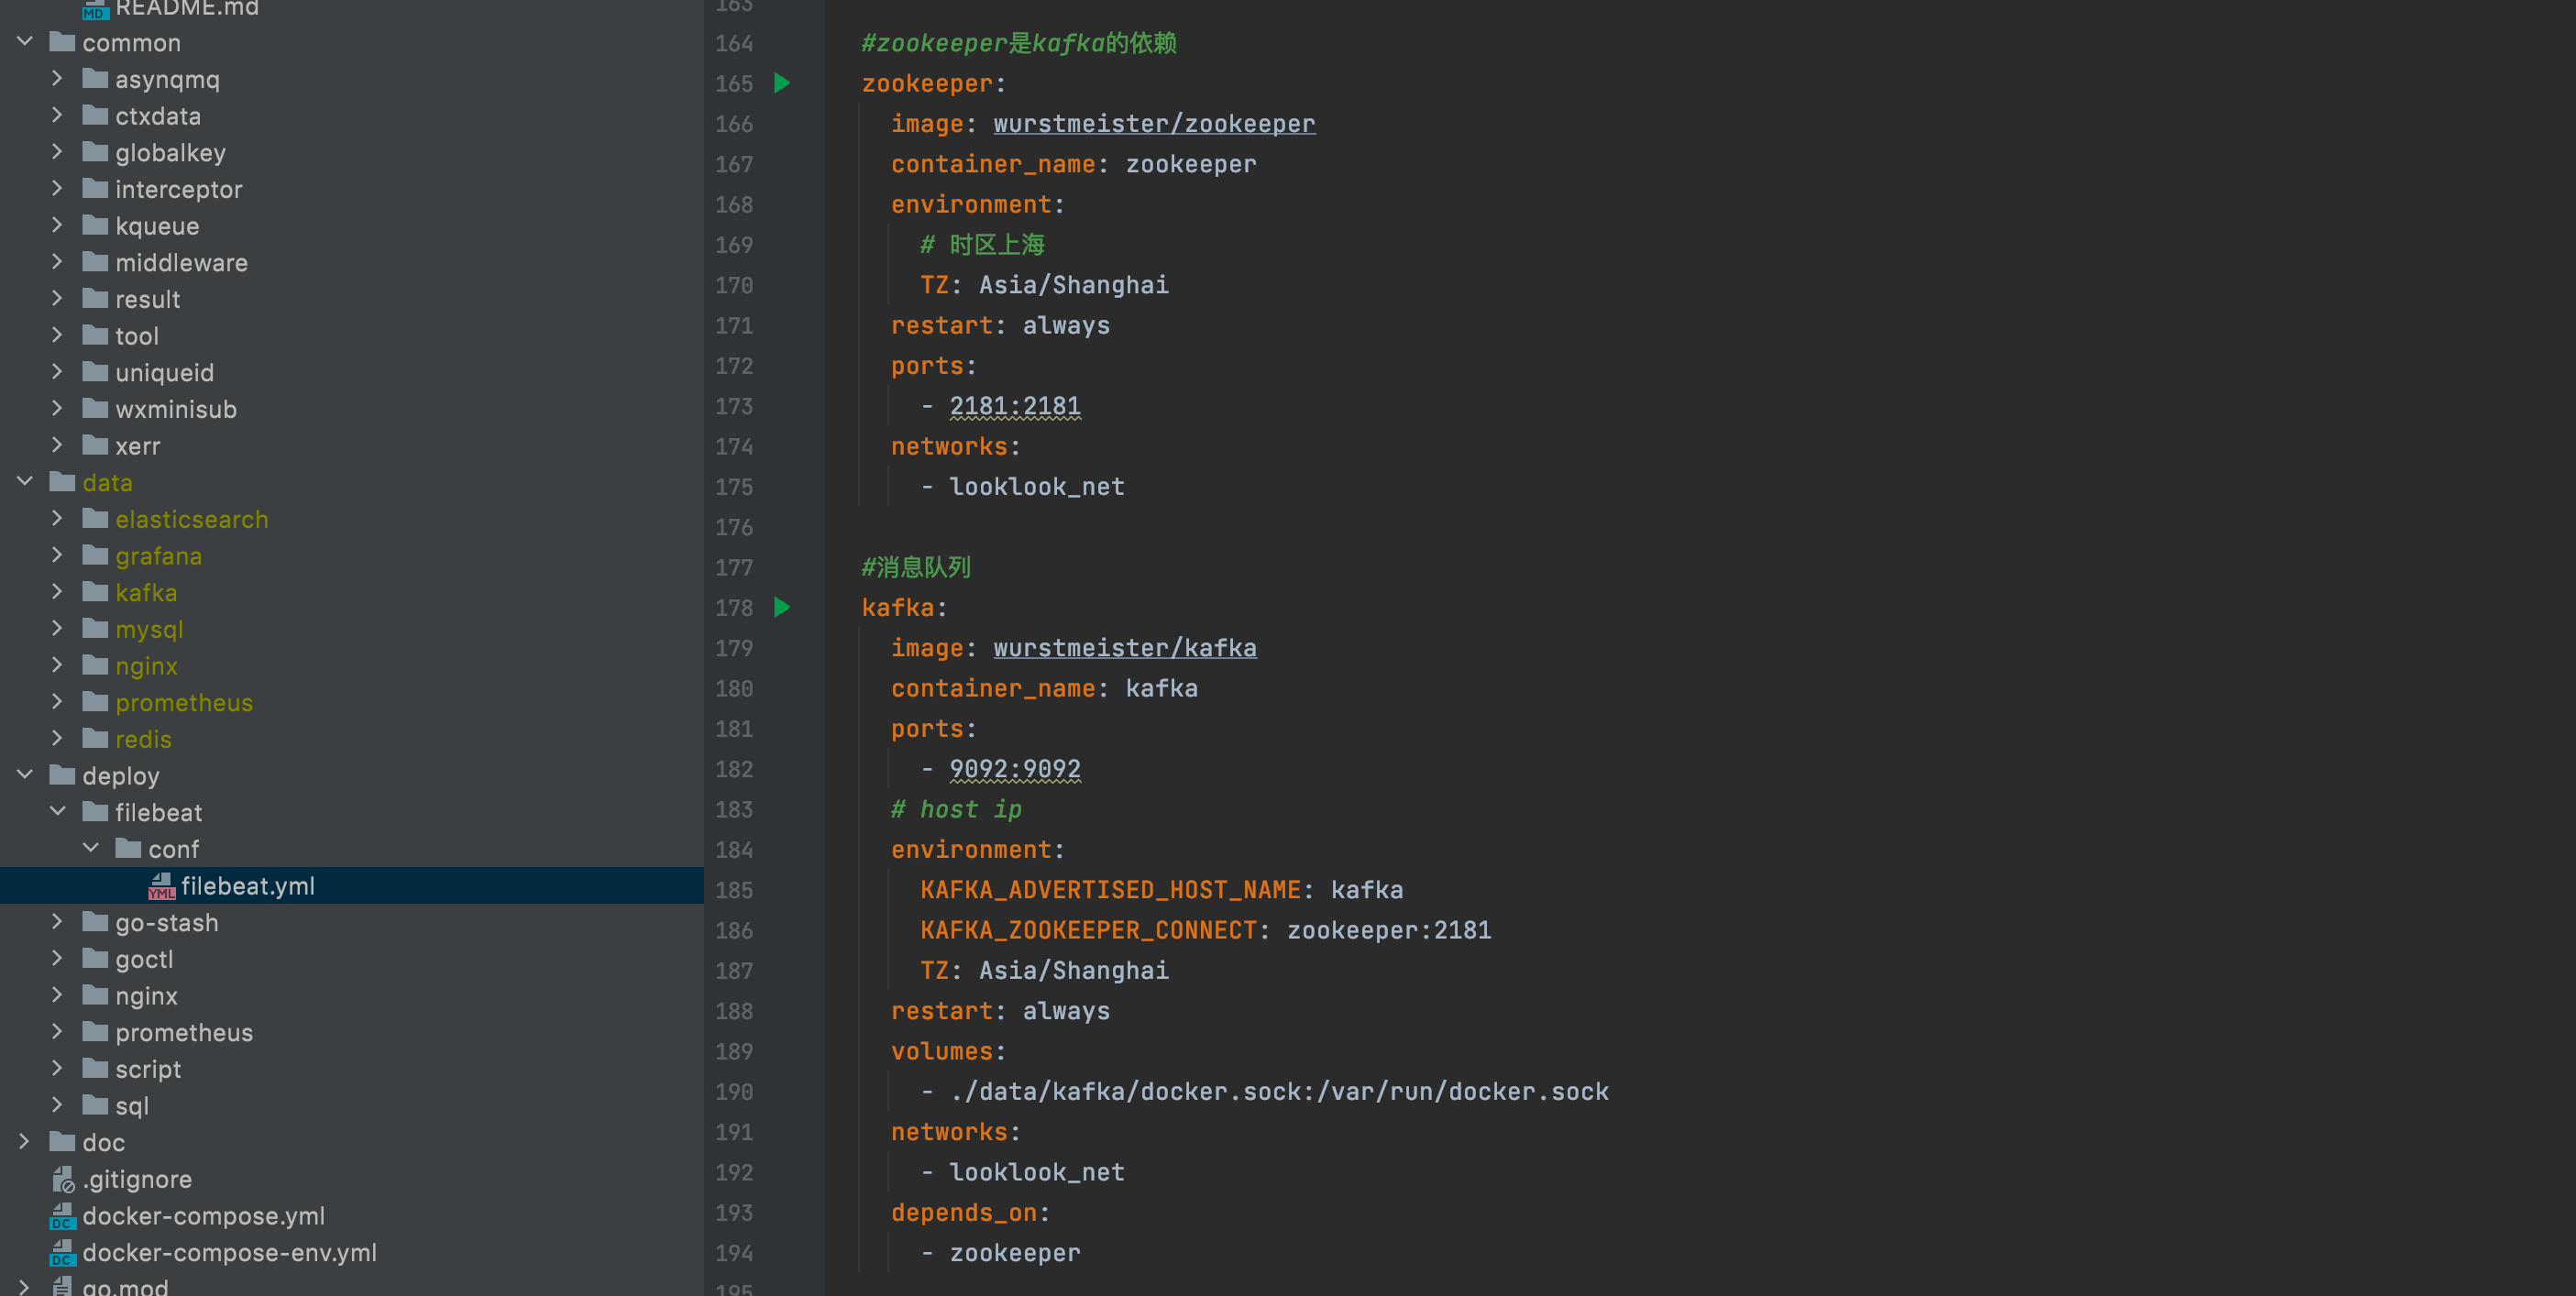 README.md
common
asynqmq
ctxdata
globalkey
interceptor
kqueue
middleware
result
tool
uniqueid
wxminisub
xerr
data
elasticsearch
grafana
kafka
mysql
nginx
prometheus
redis
deploy
filebeat
conf
filebeat.yml
go-stash
goctl
nginx
prometheus
script
sql
doc
.gitignore
docker-compose.yml
docker-compose-env.yml
go.mod
163
164 #zookeeper是kafka的依赖
165 zookeeper:
166 image: wurstmeister/zookeeper
167 container_name: zookeeper
168 environment:
169 # 时区上海
170 TZ: Asia/Shanghai
171 restart: always
172 ports:
173 - 2181:2181
174 networks:
175 - looklook_net
176
177 #消息队列
178 kafka:
179 image: wurstmeister/kafka
180 container_name: kafka
181 ports:
182 - 9092:9092
183 # host ip
184 environment:
185 KAFKA_ADVERTISED_HOST_NAME: kafka
186 KAFKA_ZOOKEEPER_CONNECT: zookeeper:2181
187 TZ: Asia/Shanghai
188 restart: always
189 volumes:
190 - ./data/kafka/docker.sock:/var/run/docker.sock
191 networks:
192 - looklook_net
193 depends_on:
194 - zookeeper
195